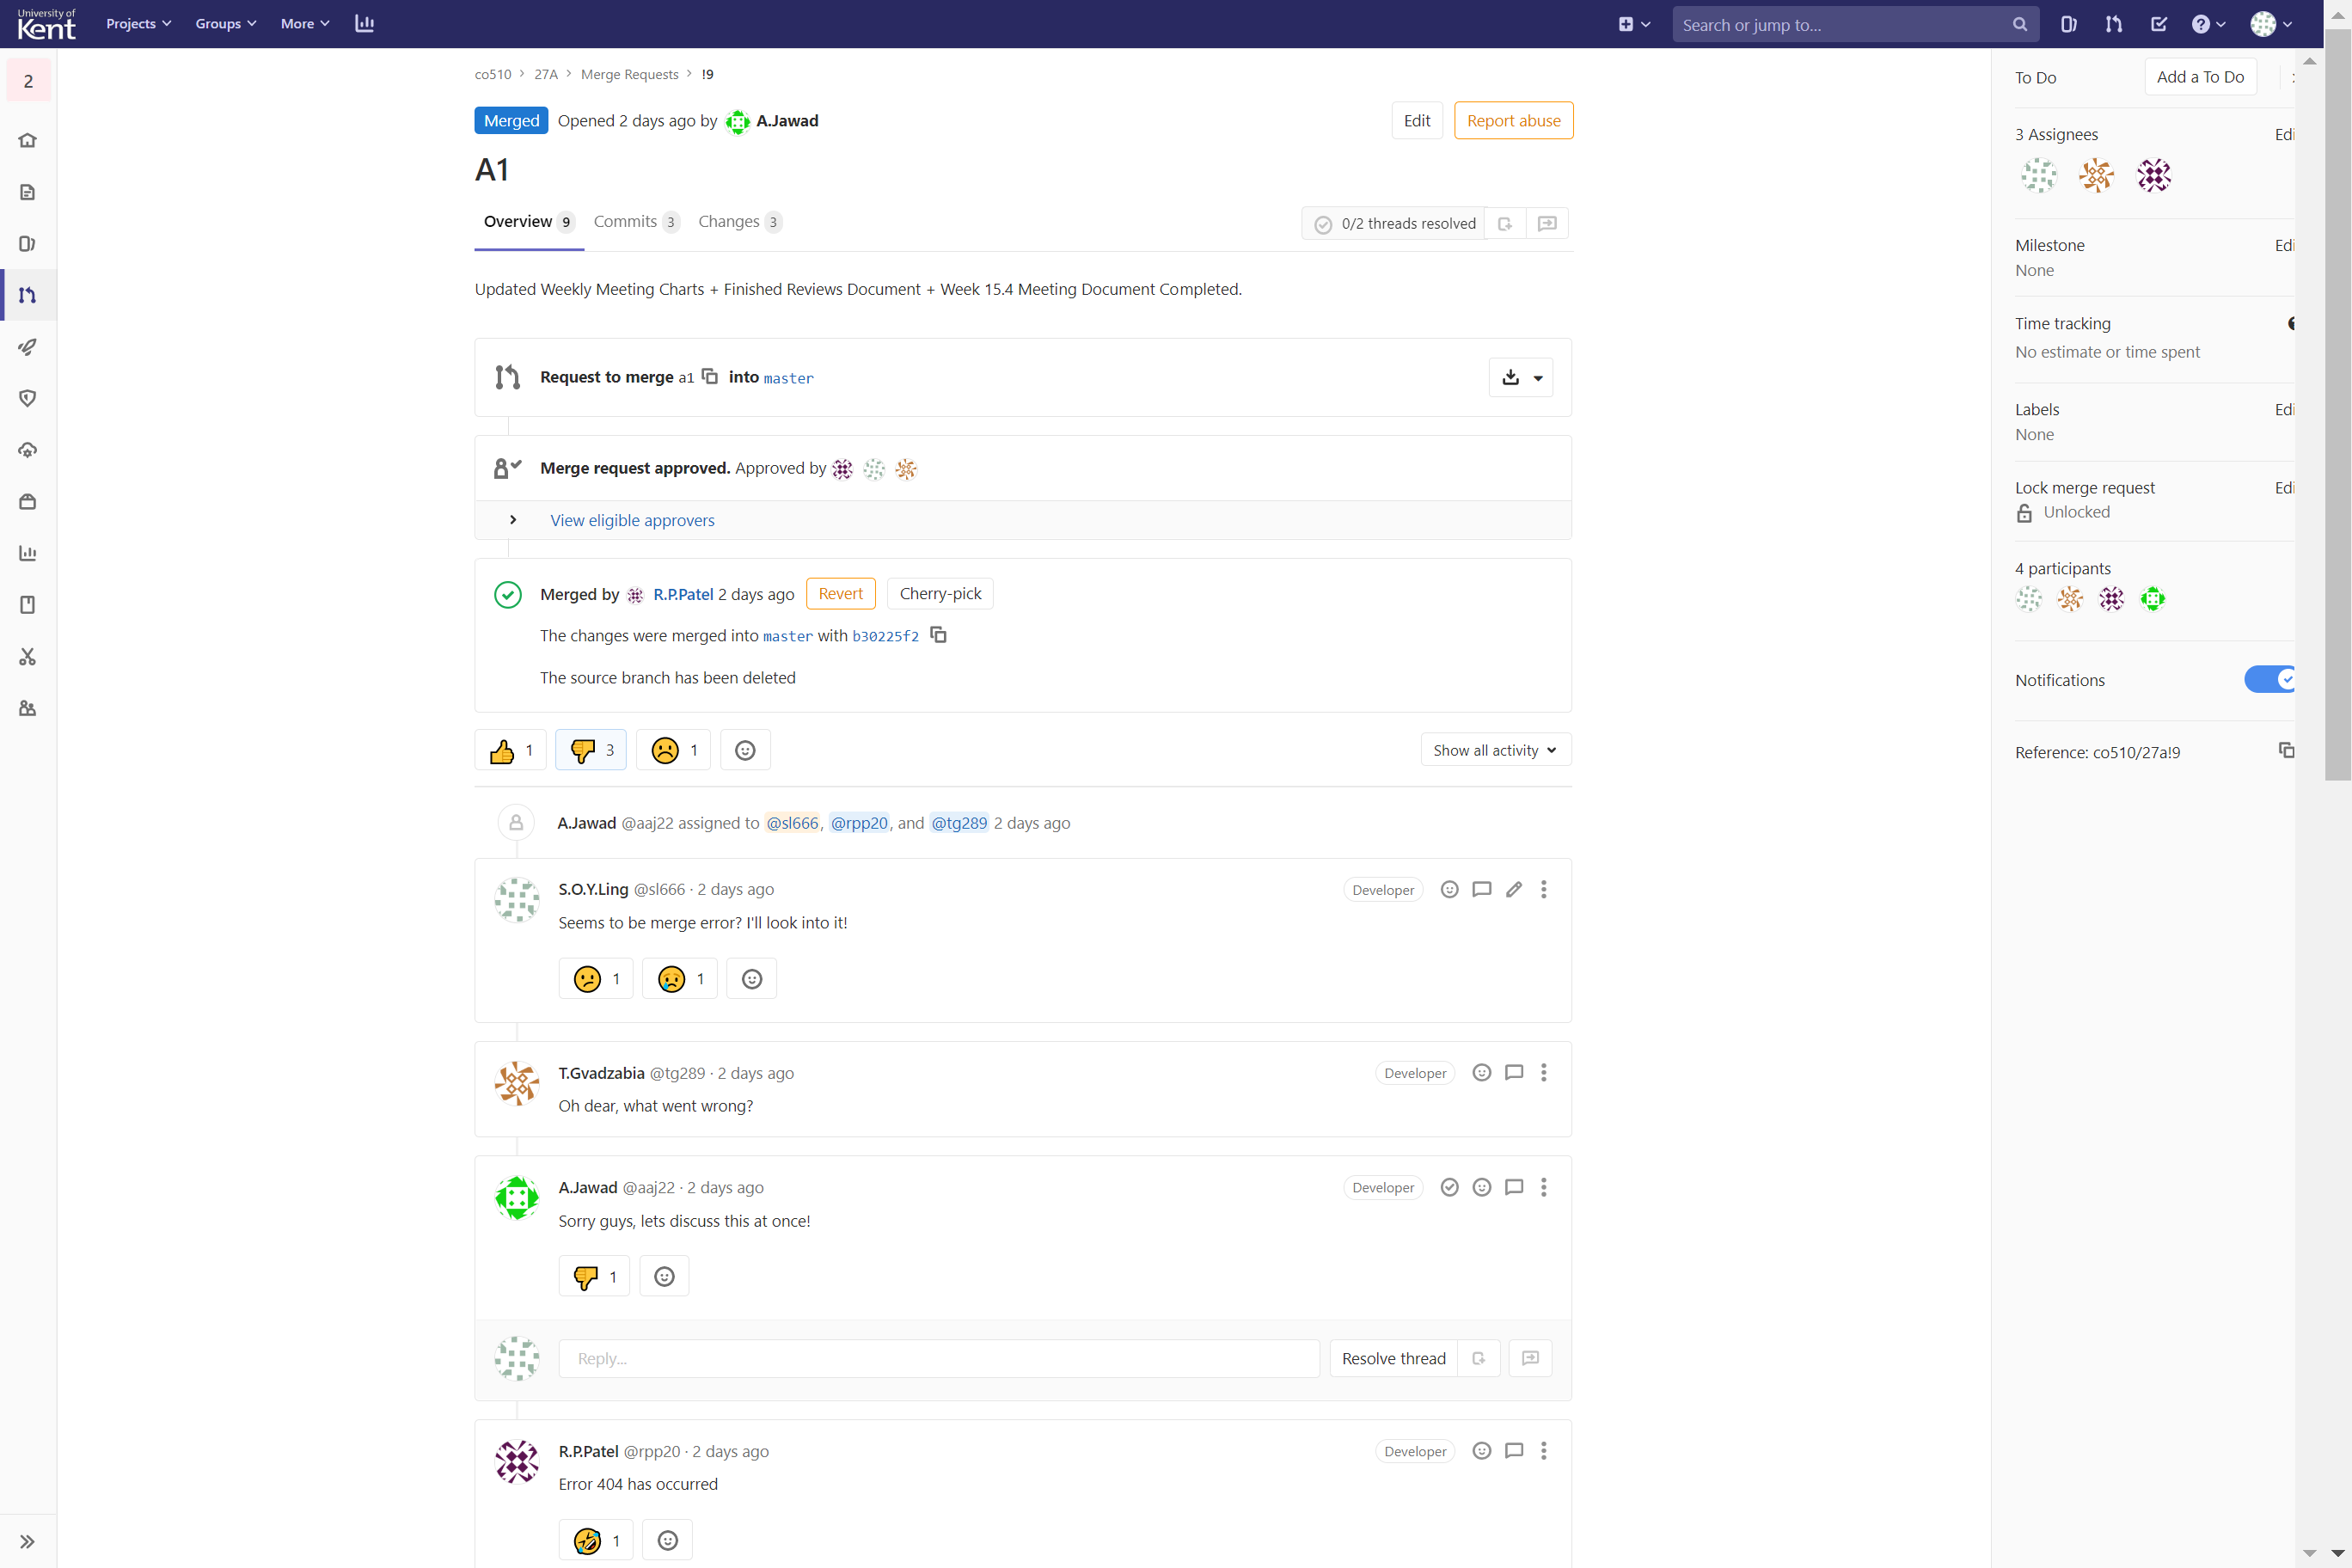 University of
Kent
Projects
Groups
More
Search or jump to...
2
co510 > 27A > Merge Requests > !9
Merged Opened 2 days ago by A.Jawad
Edit
Report abuse
A1
Overview 9
Commits 3
Changes 3
0/2 threads resolved
Updated Weekly Meeting Charts + Finished Reviews Document + Week 15.4 Meeting Document Completed.
Request to merge a1 into master
Merge request approved. Approved by
View eligible approvers
Merged by R.P.Patel 2 days ago Revert Cherry-pick
The changes were merged into master with b30225f2
The source branch has been deleted
1
3
1
Show all activity
A.Jawad @aaj22 assigned to @sl666, @rpp20, and @tg289 2 days ago
S.O.Y.Ling @sl666 · 2 days ago
Developer
Seems to be merge error? I'll look into it!
1
1
T.Gvadzabia @tg289 · 2 days ago
Developer
Oh dear, what went wrong?
A.Jawad @aaj22 · 2 days ago
Developer
Sorry guys, lets discuss this at once!
1
Reply...
Resolve thread
R.P.Patel @rpp20 · 2 days ago
Developer
Error 404 has occurred
1
To Do
Add a To Do
3 Assignees
Edi
Milestone
Edi
None
Time tracking
No estimate or time spent
Labels
Edi
None
Lock merge request
Edi
Unlocked
4 participants
Notifications
Reference: co510/27a!9